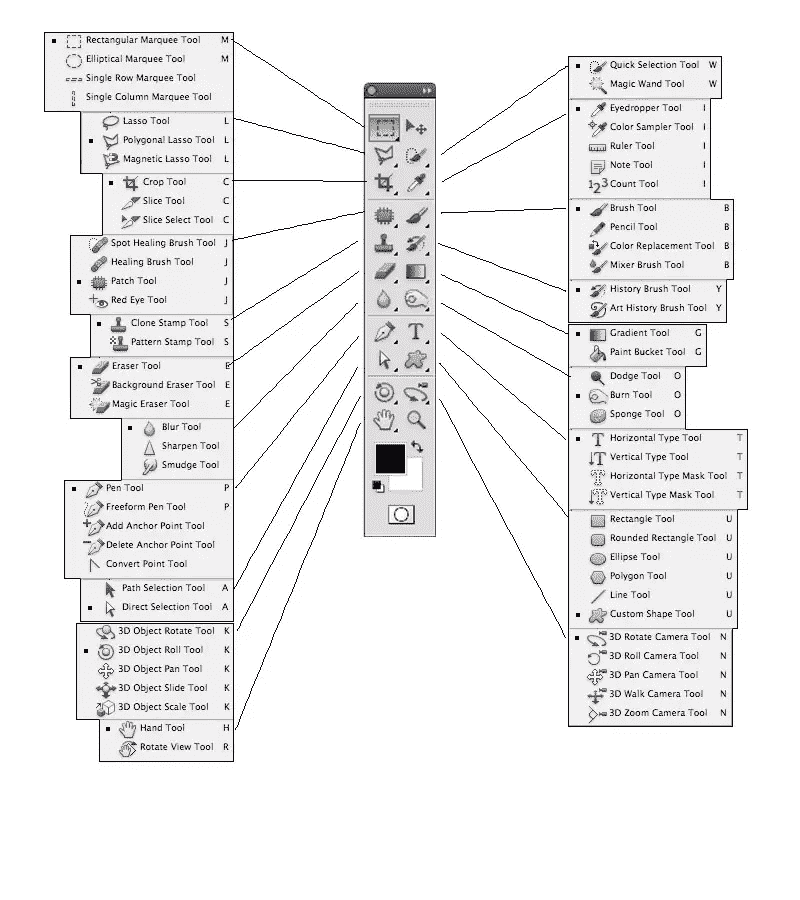 Rectangular Marquee Tool M
Elliptical Marquee Tool M
Single Row Marquee Tool
Single Column Marquee Tool
Lasso Tool L
Polygonal Lasso Tool L
Magnetic Lasso Tool L
Crop Tool C
Slice Tool C
Slice Select Tool C
Spot Healing Brush Tool J
Healing Brush Tool J
Patch Tool J
Red Eye Tool J
Clone Stamp Tool S
Pattern Stamp Tool S
Eraser Tool E
Background Eraser Tool E
Magic Eraser Tool E
Blur Tool
Sharpen Tool
Smudge Tool
Pen Tool P
Freeform Pen Tool P
Add Anchor Point Tool
Delete Anchor Point Tool
Convert Point Tool
Path Selection Tool A
Direct Selection Tool A
3D Object Rotate Tool K
3D Object Roll Tool K
3D Object Pan Tool K
3D Object Slide Tool K
3D Object Scale Tool K
Hand Tool H
Rotate View Tool R
Quick Selection Tool W
Magic Wand Tool W
Eyedropper Tool I
Color Sampler Tool I
Ruler Tool I
Note Tool I
Count Tool I
Brush Tool B
Pencil Tool B
Color Replacement Tool B
Mixer Brush Tool B
History Brush Tool Y
Art History Brush Tool Y
Gradient Tool G
Paint Bucket Tool G
Dodge Tool O
Burn Tool O
Sponge Tool O
Horizontal Type Tool T
Vertical Type Tool T
Horizontal Type Mask Tool T
Vertical Type Mask Tool T
Rectangle Tool U
Rounded Rectangle Tool U
Ellipse Tool U
Polygon Tool U
Line Tool U
Custom Shape Tool U
3D Rotate Camera Tool N
3D Roll Camera Tool N
3D Pan Camera Tool N
3D Walk Camera Tool N
3D Zoom Camera Tool N